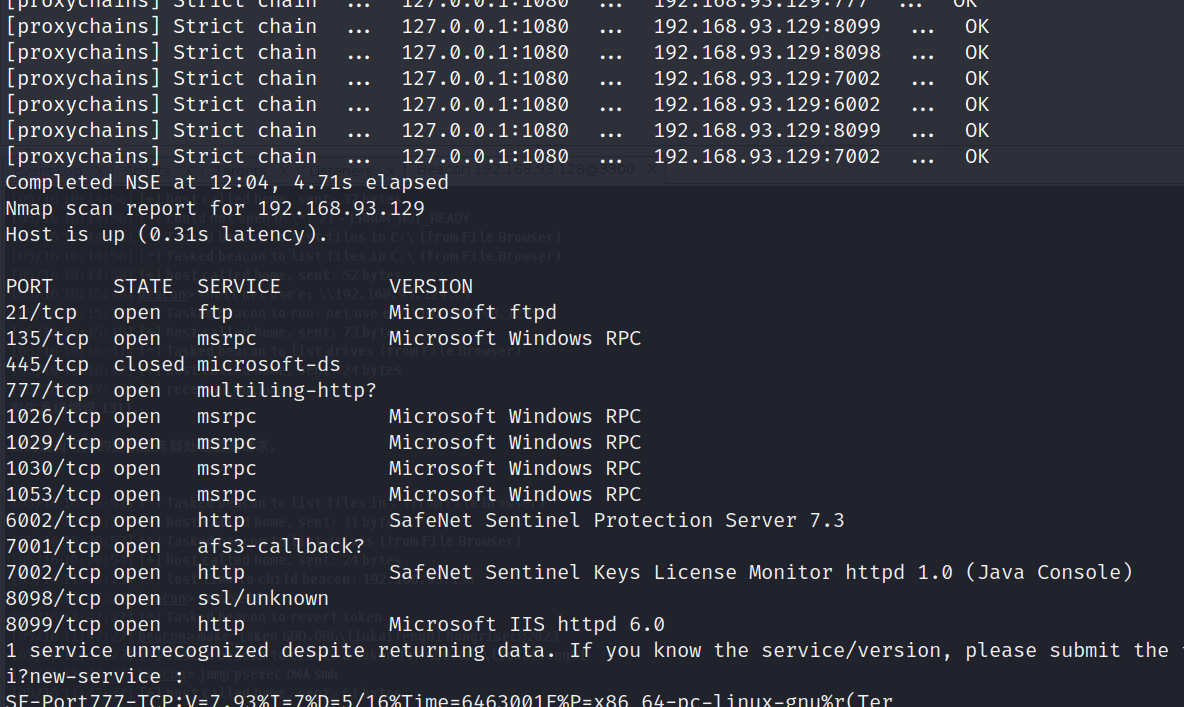 [proxychains] Strict chain ... 127.0.0.1:1080 ... 192.168.93.129:777 ... OK
[proxychains] Strict chain ... 127.0.0.1:1080 ... 192.168.93.129:8099 ... OK
[proxychains] Strict chain ... 127.0.0.1:1080 ... 192.168.93.129:8098 ... OK
[proxychains] Strict chain ... 127.0.0.1:1080 ... 192.168.93.129:7002 ... OK
[proxychains] Strict chain ... 127.0.0.1:1080 ... 192.168.93.129:6002 ... OK
[proxychains] Strict chain ... 127.0.0.1:1080 ... 192.168.93.129:8099 ... OK
[proxychains] Strict chain ... 127.0.0.1:1080 ... 192.168.93.129:7002 ... OK
Completed NSE at 12:04, 4.71s elapsed
Nmap scan report for 192.168.93.129
Host is up (0.31s latency).
PORT STATE SERVICE VERSION
21/tcp open ftp Microsoft ftpd
135/tcp open msrpc Microsoft Windows RPC
445/tcp closed microsoft-ds
777/tcp open multiling-http?
1026/tcp open msrpc Microsoft Windows RPC
1029/tcp open msrpc Microsoft Windows RPC
1030/tcp open msrpc Microsoft Windows RPC
1053/tcp open msrpc Microsoft Windows RPC
6002/tcp open http SafeNet Sentinel Protection Server 7.3
7001/tcp open afs3-callback?
7002/tcp open http SafeNet Sentinel Keys License Monitor httpd 1.0 (Java Console)
8098/tcp open ssl/unknown
8099/tcp open http Microsoft IIS httpd 6.0
1 service unrecognized despite returning data. If you know the service/version, please submit the
i?new-service :
SF-Port777-TCP:V=7.93%I=7%D=5/16%Time=6463001F%P=x86_64-pc-linux-gnu%r(Ter